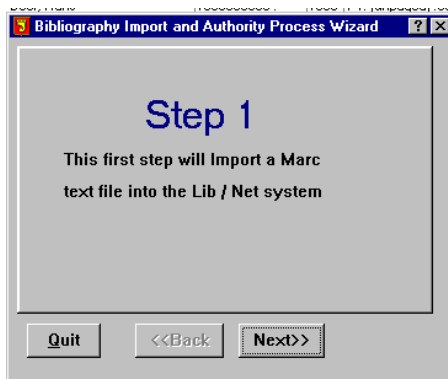 Bibliography Import and Authority Process Wizard ? ×
Step 1
This first step will Import a Marc
text file into the Lib / Net system
Quit <<Back Next>>